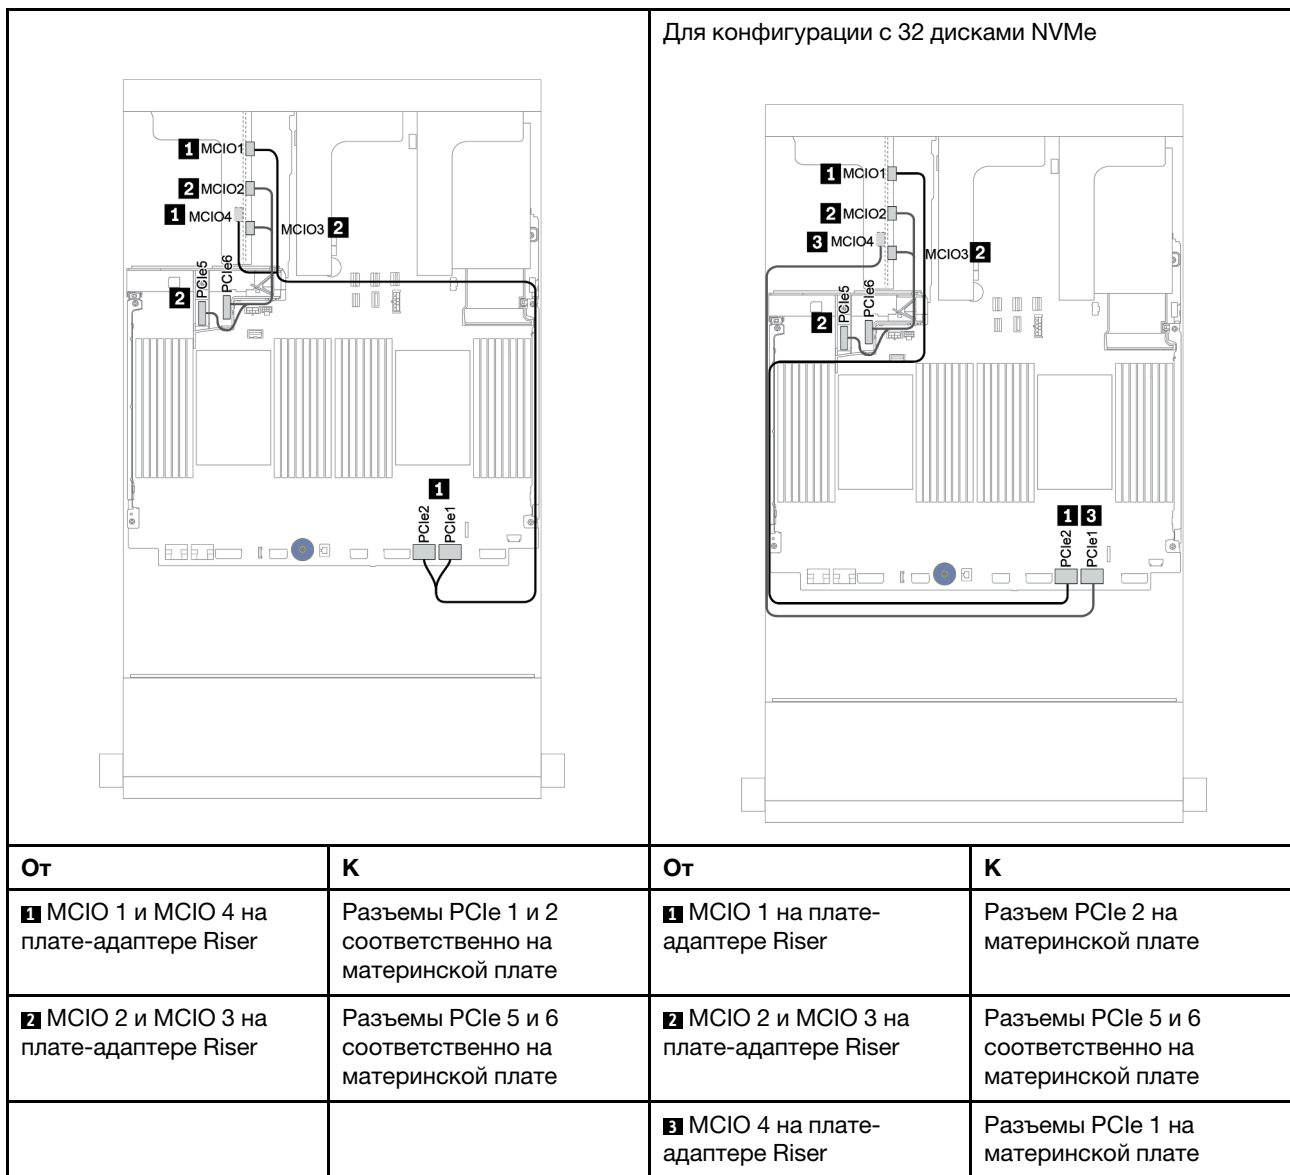 Для конфигурации с 32 дисками NVMe
1 MCIO1
2 MCIO2
1 MCIO4
MCIO3 2
2 PCIe5 PCIe6
1
PCIe2 PCIe1
1 MCIO1
2 MCIO2
3 MCIO4
MCIO3 2
2 PCIe5 PCIe6
1 3
PCIe2 PCIe1
От
К
От
К
1 MCIO 1 и MCIO 4 на
плате-адаптере Riser
Разъемы PCIe 1 и 2
соответственно на
материнской плате
1 MCIO 1 на плате-
адаптере Riser
Разъем PCIe 2 на
материнской плате
2 MCIO 2 и MCIO 3 на
плате-адаптере Riser
Разъемы PCIe 5 и 6
соответственно на
материнской плате
2 MCIO 2 и MCIO 3 на
плате-адаптере Riser
Разъемы PCIe 5 и 6
соответственно на
материнской плате
3 MCIO 4 на плате-
адаптере Riser
Разъемы PCIe 1 на
материнской плате